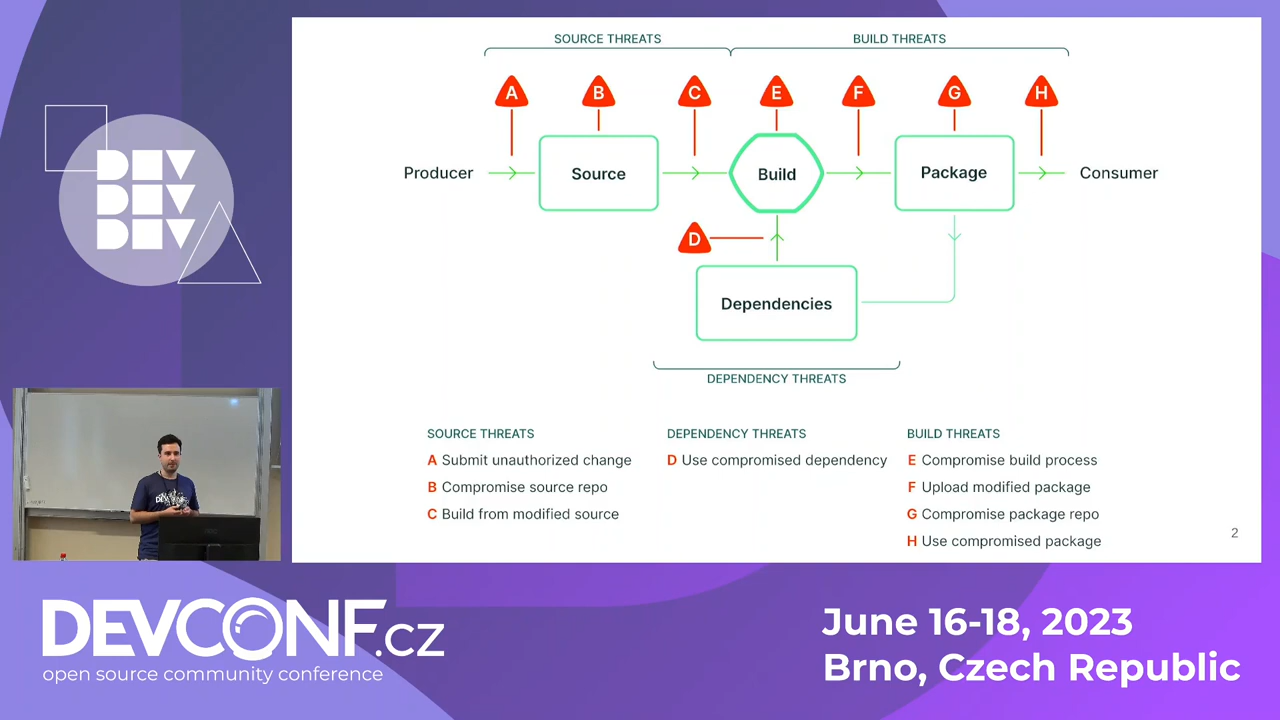 SOURCE THREATS
BUILD THREATS
A
B
C
E
F
G
H
Producer
Source
Build
Package
Consumer
D
Dependencies
DEPENDENCY THREATS
SOURCE THREATS
A Submit unauthorized change
B Compromise source repo
C Build from modified source
DEPENDENCY THREATS
D Use compromised dependency
BUILD THREATS
E Compromise build process
F Upload modified package
G Compromise package repo
H Use compromised package
2
DEV
DEV
DEV
DEVCONF.cz
open source community conference
June 16-18, 2023
Brno, Czech Republic